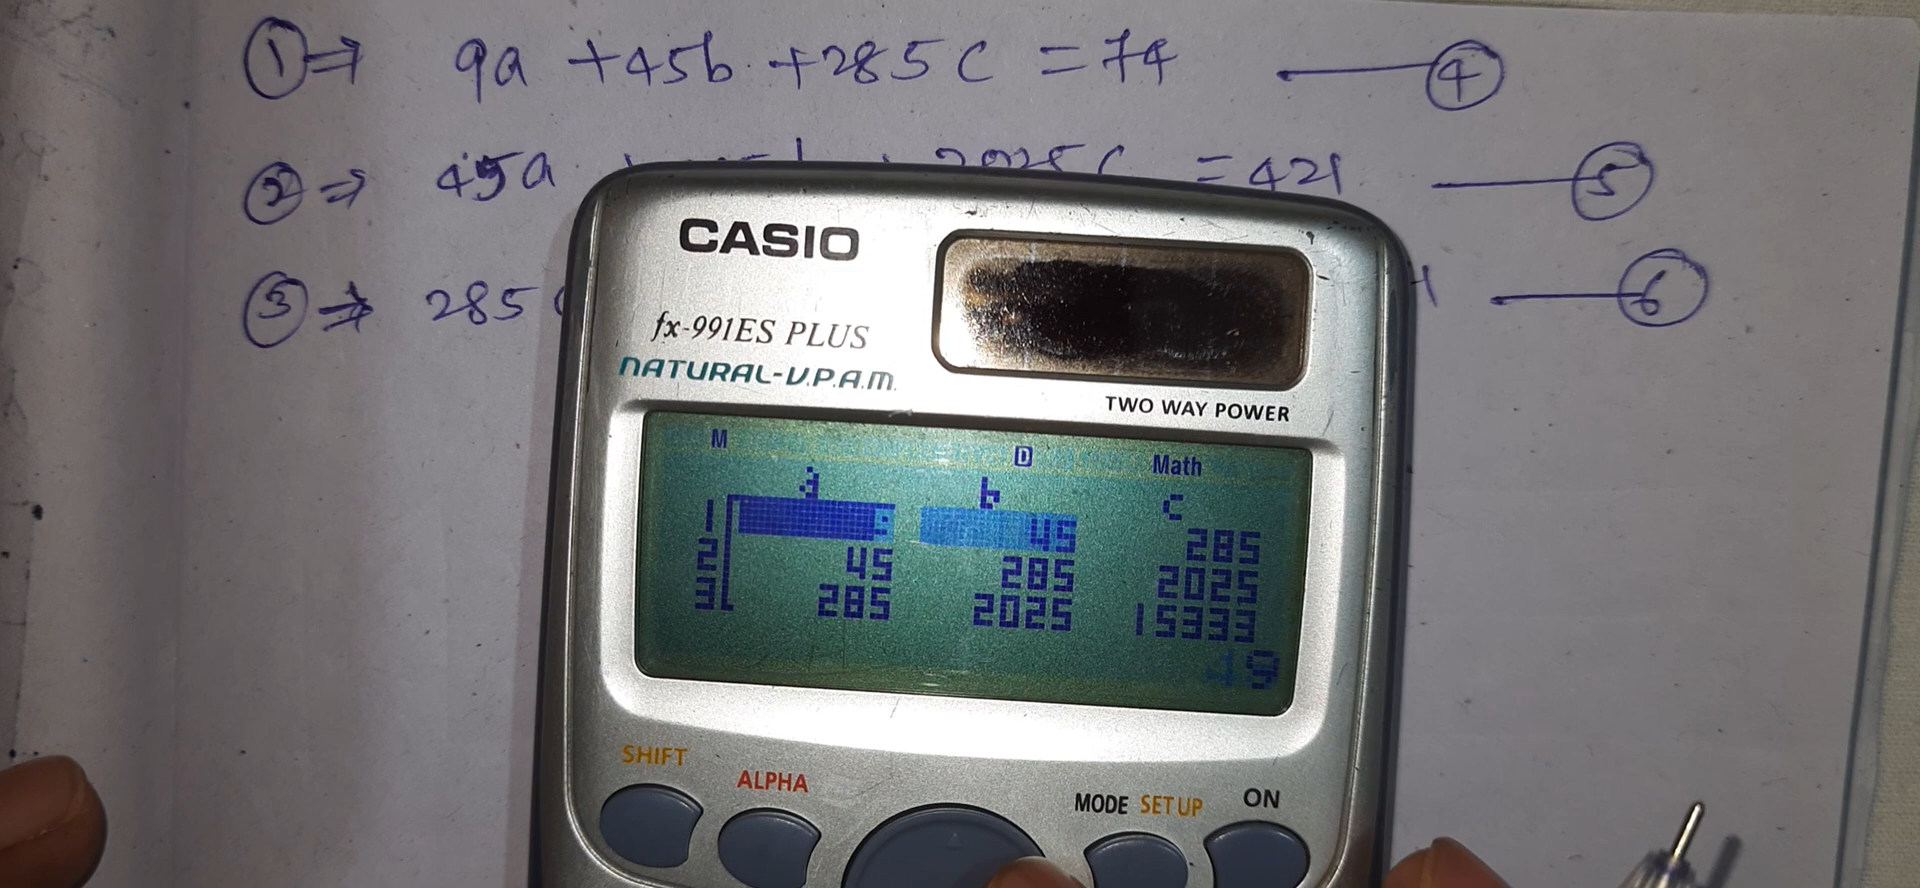 ① ⇒ 9a + 45b + 285c = 74 — ④
② ⇒ 45a 2025c = 421 — ⑤
③ ⇒ 285 — ⑥
CASIO
fx-991ES PLUS
NATURAL-V.P.A.M.
TWO WAY POWER
M D Math
a b c
1 45 285
2 45 285 2025
3 285 2025 15333
49
SHIFT
ALPHA
MODE SETUP ON